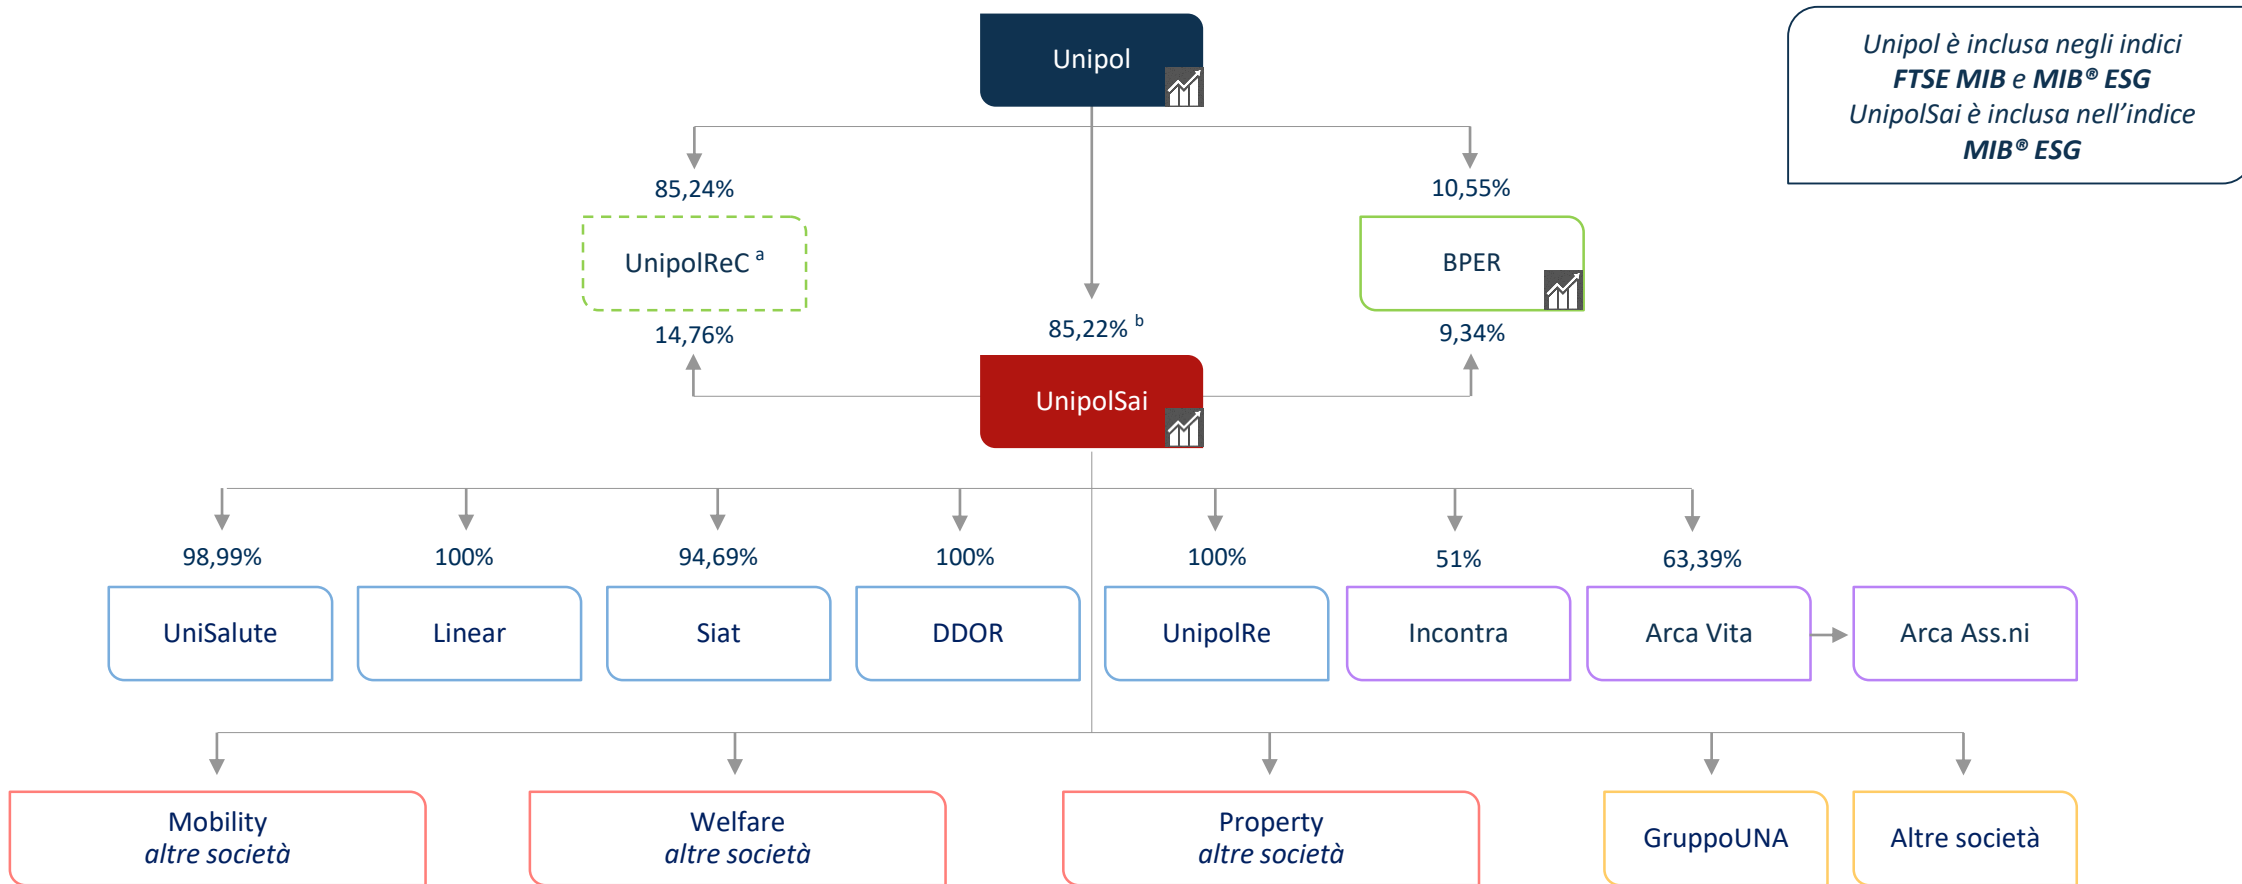 Unipol
Unipol è inclusa negli indici
FTSE MIB e MIB® ESG
UnipolSai è inclusa nell'indice
MIB® ESG
85,24%
10,55%
UnipolReC a
BPER
14,76%
85,22% b
9,34%
UnipolSai
98,99%
100%
94,69%
100%
100%
51%
63,39%
UniSalute
Linear
Siat
DDOR
UnipolRe
Incontra
Arca Vita
Arca Ass.ni
Mobility
altre società
Welfare
altre società
Property
altre società
GruppoUNA
Altre società